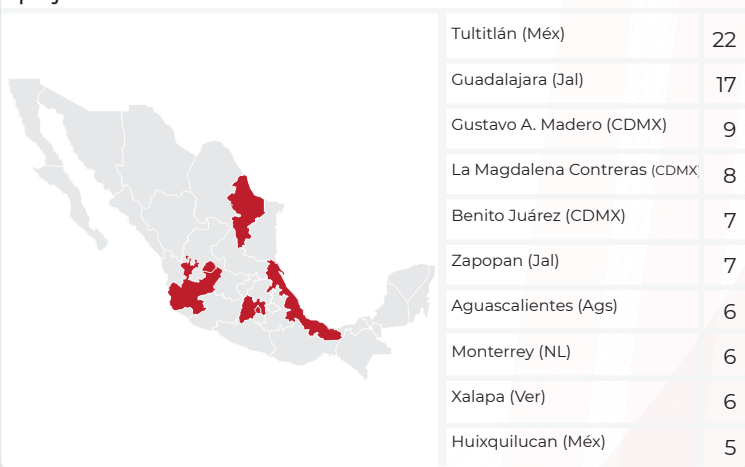 Tultitlán (Méx) 22
Guadalajara (Jal) 17
Gustavo A. Madero (CDMX) 9
La Magdalena Contreras (CDMX 8
Benito Juárez (CDMX) 7
Zapopan (Jal) 7
Aguascalientes (Ags) 6
Monterrey (NL) 6
Xalapa (Ver) 6
Huixquilucan (Méx) 5